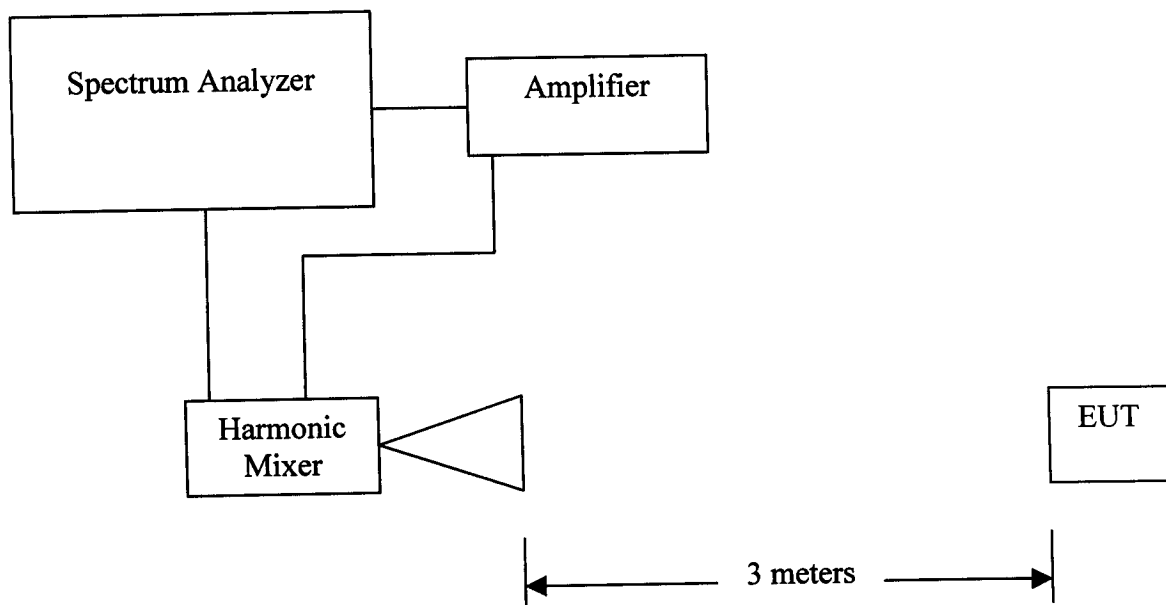 Spectrum Analyzer
Amplifier
Harmonic
Mixer
EUT
3 meters